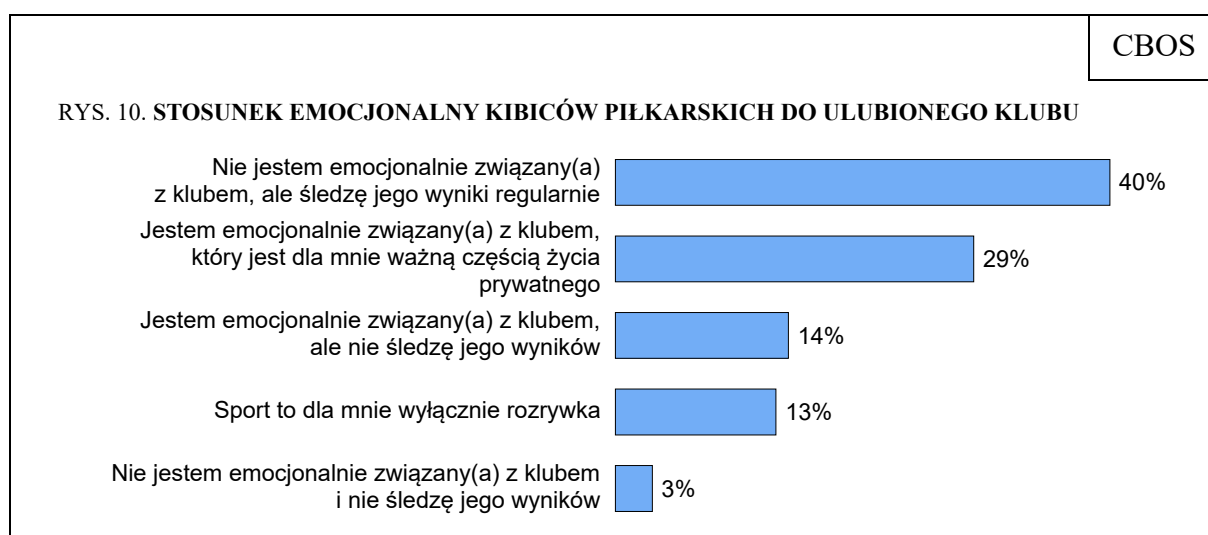 CBOS
RYS. 10. STOSUNEK EMOCJONALNY KIBICÓW PIŁKARSKICH DO ULUBIONEGO KLUBU
Nie jestem emocjonalnie związany(a)
z klubem, ale śledzę jego wyniki regularnie
40%
Jestem emocjonalnie związany(a) z klubem,
który jest dla mnie ważną częścią życia
prywatnego
29%
Jestem emocjonalnie związany(a) z klubem,
ale nie śledzę jego wyników
14%
Sport to dla mnie wyłącznie rozrywka
13%
Nie jestem emocjonalnie związany(a) z klubem
i nie śledzę jego wyników
3%